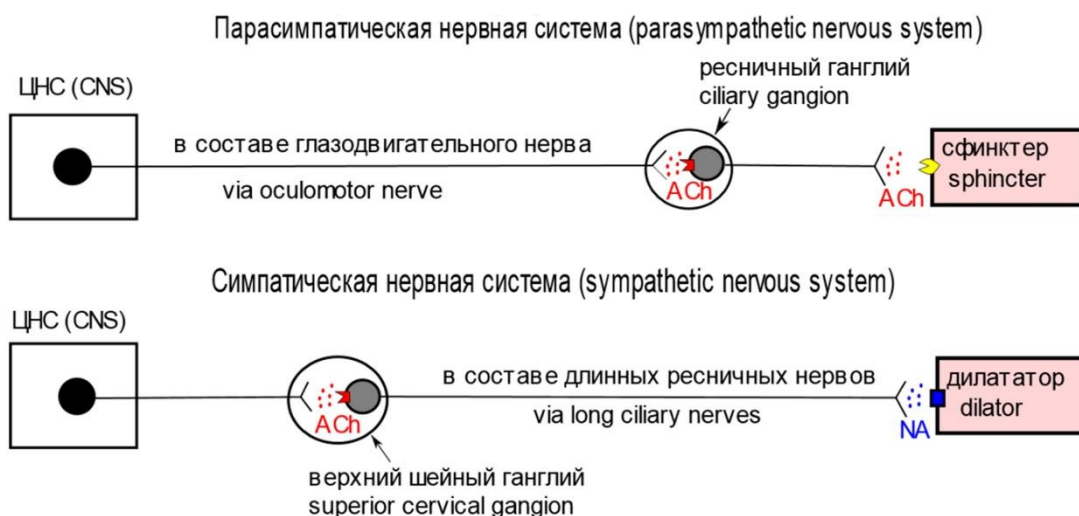 Парасимпатическая нервная система (parasympathetic nervous system)
ЦНС (CNS)
ресничный ганглий
ciliary gangion
в составе глазодвигательного нерва
via oculomotor nerve
ACh
ACh
сфинктер
sphincter
Симпатическая нервная система (sympathetic nervous system)
ЦНС (CNS)
ACh
в составе длинных ресничных нервов
via long ciliary nerves
NA
дилататор
dilator
верхний шейный ганглий
superior cervical gangion